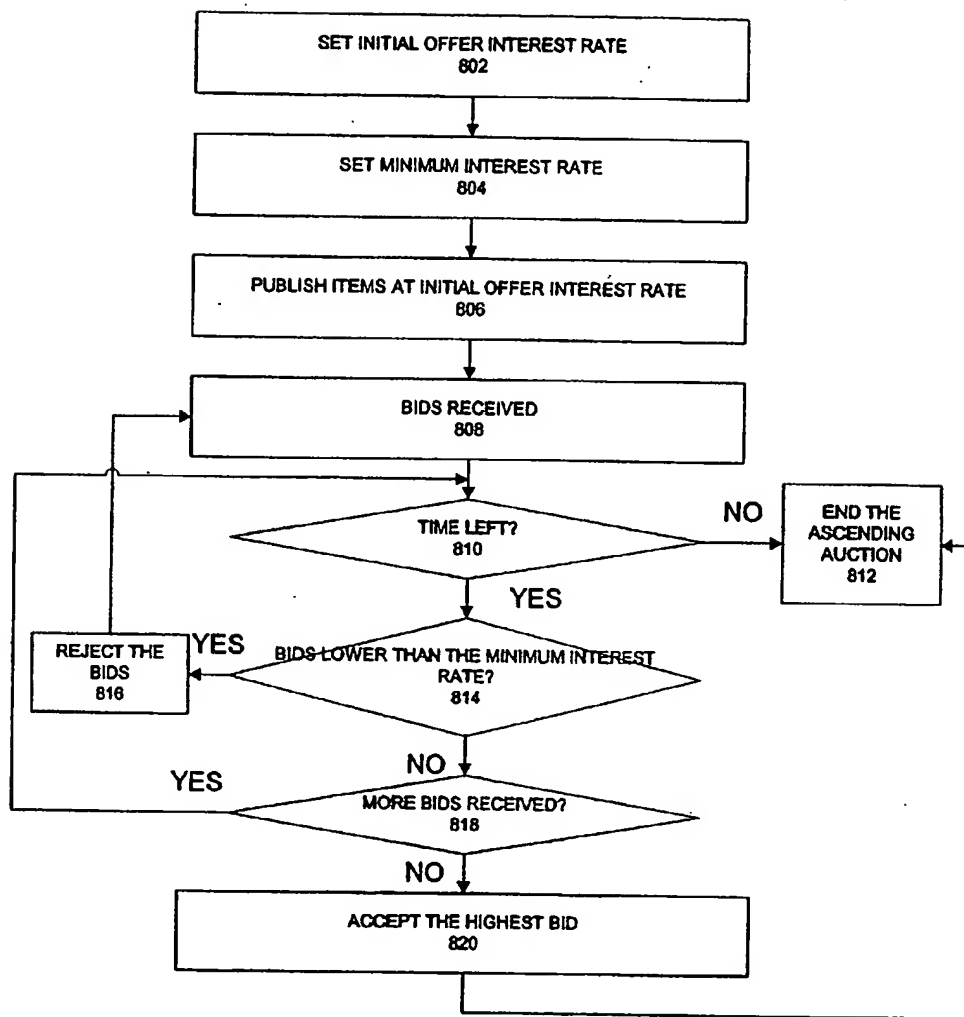 SET INITIAL OFFER INTEREST RATE
802
SET MINIMUM INTEREST RATE
804
PUBLISH ITEMS AT INITIAL OFFER INTEREST RATE
806
BIDS RECEIVED
808
TIME LEFT?
810
NO
END THE
ASCENDING
AUCTION
812
YES
REJECT THE
BIDS
816
YES
BIDS LOWER THAN THE MINIMUM INTEREST
RATE?
814
NO
YES
MORE BIDS RECEIVED?
818
NO
ACCEPT THE HIGHEST BID
820